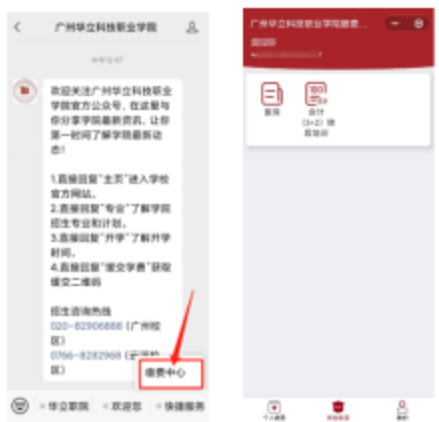 广州华立科技职业学院
欢迎关注广州华立科技职业
学院官方公众号，在这里与
你分享学院最新资讯，让你
第一时间了解学院最新动
态！
1.直接回复"主页"进入学校
官方网站。
2.直接回复"专业"了解学院
招生专业和计划。
3.直接回复"开学"了解开学
时间。
4.直接回复"缴交学费"获取
缴交二维码
招生咨询热线
020-82906888（广州校
区）
0766-8282968（云浮校
区）
缴费中心
华立职院
欢迎您
快捷服务
广州华立科技职业学院缴费...
会计
（3+2）继